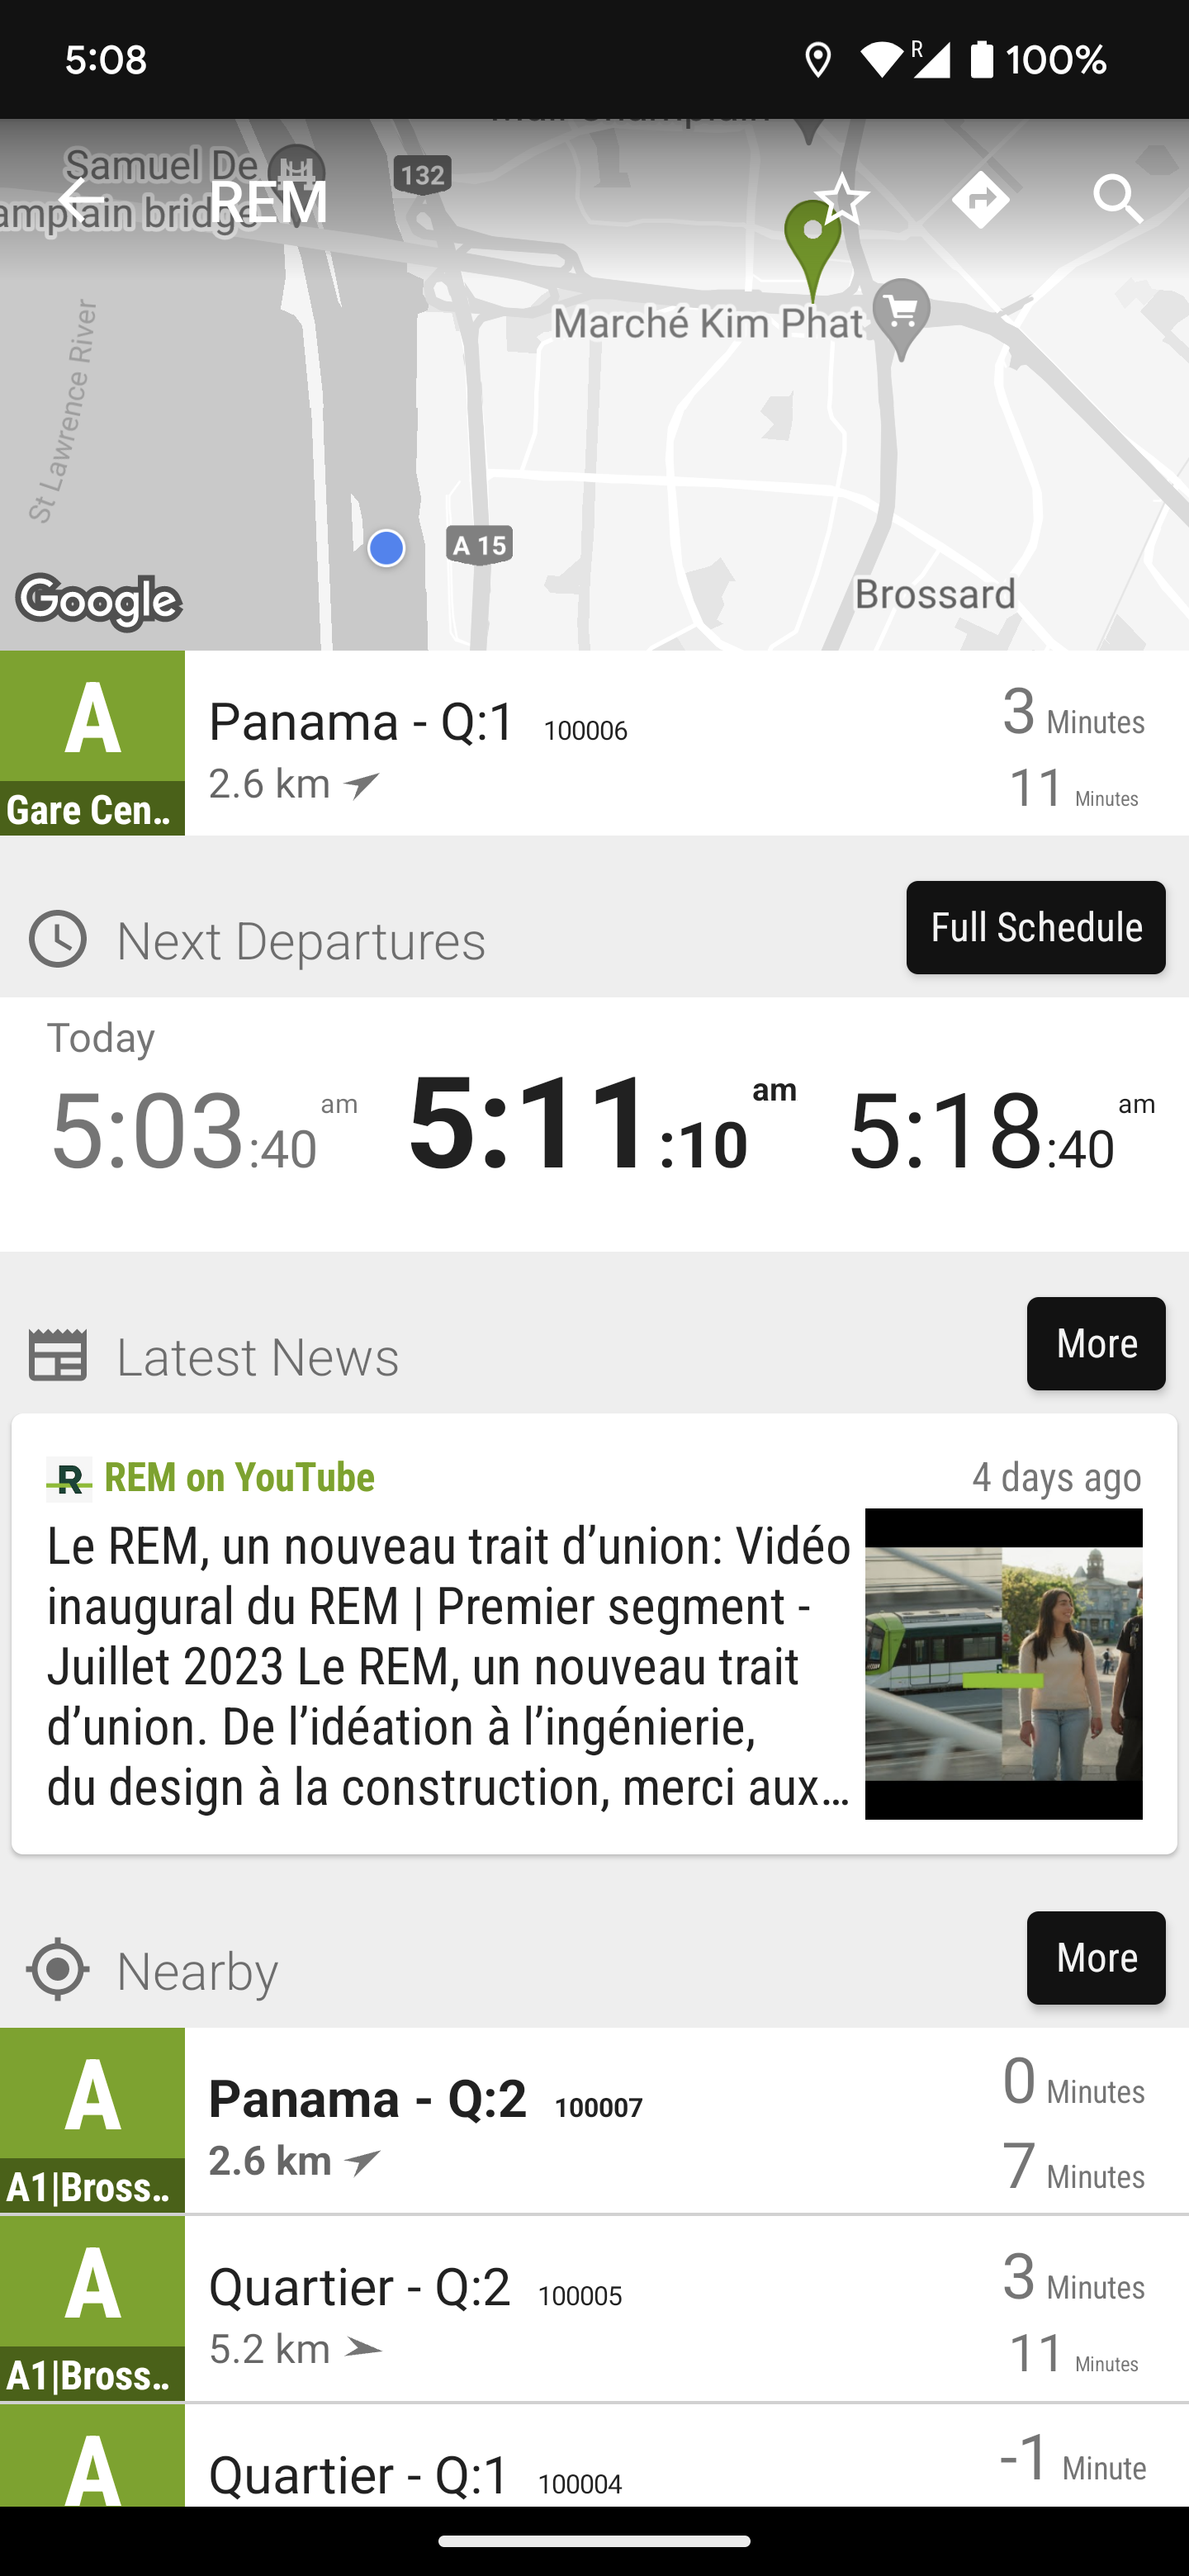 5:08
R
100%
Samuel De
amplain bridge
REM
132
Marché Kim Phat
St Lawrence River
A 15
Google
Brossard
A
Gare Cen..
Panama - Q:1 100006
2.6 km
3 Minutes
11 Minutes
Next Departures
Full Schedule
Today
5:03:40 am 5:11:10 am 5:18:40 am
Latest News
More
R REM on YouTube
4 days ago
Le REM, un nouveau trait d’union: Vidéo
inaugural du REM | Premier segment -
Juillet 2023 Le REM, un nouveau trait
d’union. De l’idéation à l’ingénierie,
du design à la construction, merci aux…
Nearby
More
A
A1|Bross..
Panama - Q:2 100007
2.6 km
0 Minutes
7 Minutes
A
A1|Bross..
Quartier - Q:2 100005
5.2 km
3 Minutes
11 Minutes
A
Quartier - Q:1 100004
-1 Minute